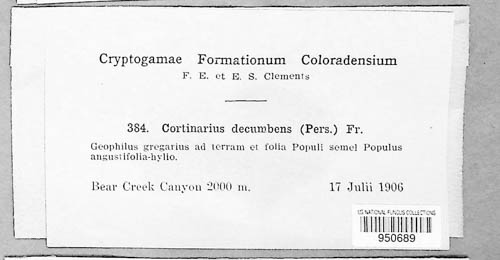 Cryptogamae Formationum Coloradensium
F. E. et E. S. Clements
384. Cortinarius decumbens (Pers.) Fr.
Geophilus gregarius ad terram et folia Populi semel Populus
angustifolia-hylio.
Bear Creek Canyon 2000 m. 17 Julii 1906
US NATIONAL FUNGUS COLLECTIONS
950689